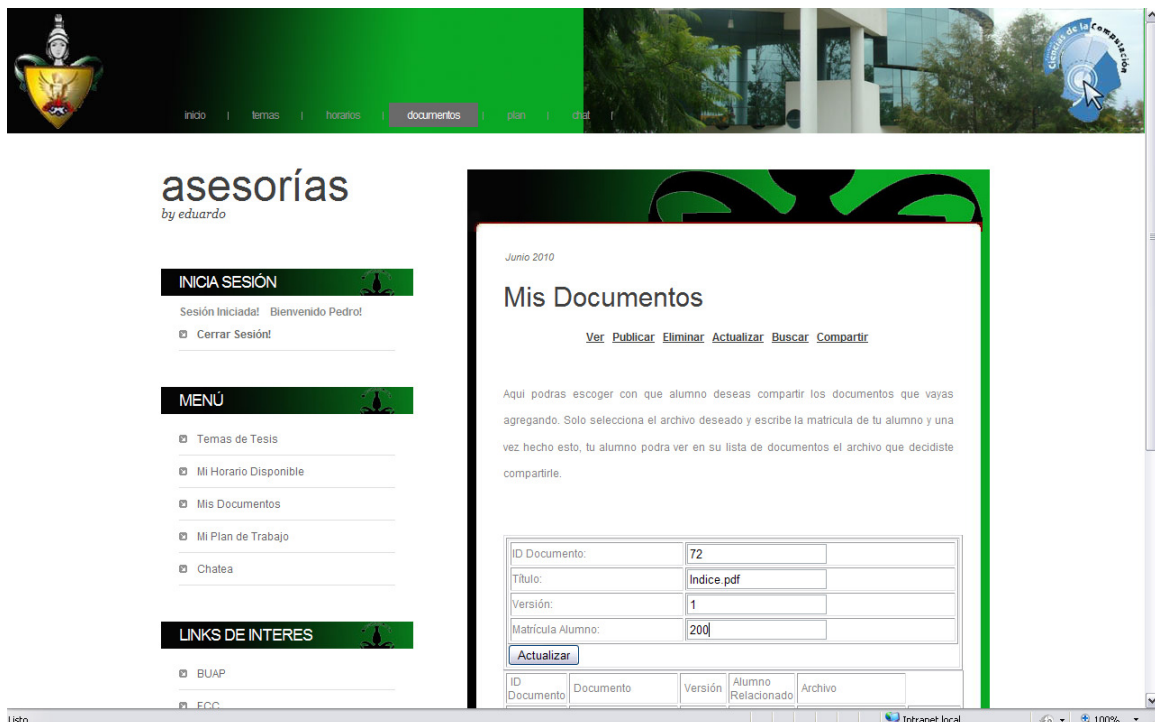 Ciencias de la Computación
inicio | temas | horarios | documentos | plan | chat |
asesorías
by eduardo
INICIA SESIÓN
Sesión Iniciada! Bienvenido Pedro!
Cerrar Sesión!
MENÚ
Temas de Tesis
Mi Horario Disponible
Mis Documentos
Mi Plan de Trabajo
Chatea
LINKS DE INTERES
BUAP
FCC
Junio 2010
Mis Documentos
Ver Publicar Eliminar Actualizar Buscar Compartir
Aqui podras escoger con que alumno deseas compartir los documentos que vayas
agregando. Solo selecciona el archivo deseado y escribe la matricula de tu alumno y una
vez hecho esto, tu alumno podra ver en su lista de documentos el archivo que decidiste
compartirle.
ID Documento: 72
Título: Indice.pdf
Versión: 1
Matrícula Alumno: 200
Actualizar
ID Documento Documento Versión Alumno Relacionado Archivo
Listo Intranet local 100%